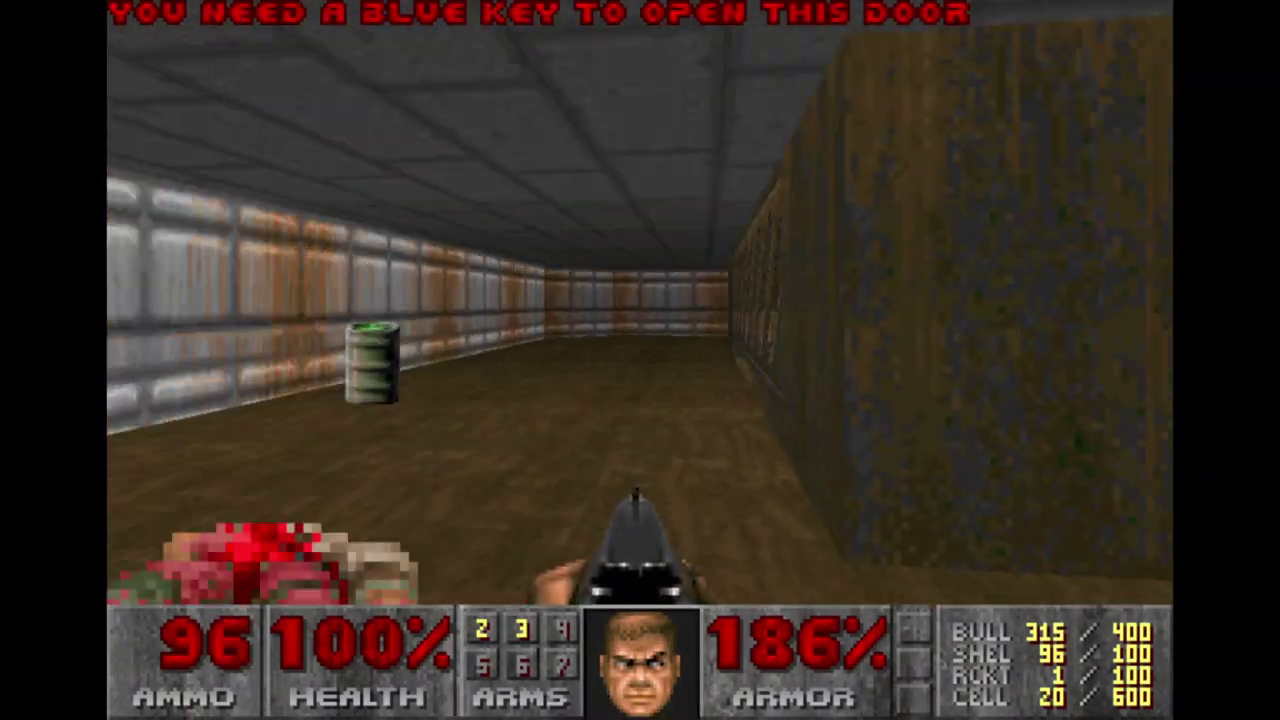 YOU NEED A BLUE KEY TO OPEN THIS DOOR
96 100% 2 3 4 186% BULL 315 / 400
5 6 7 SHEL 96 / 100
RCKT 1 / 100
AMMO HEALTH ARMS ARMOR CELL 20 / 600